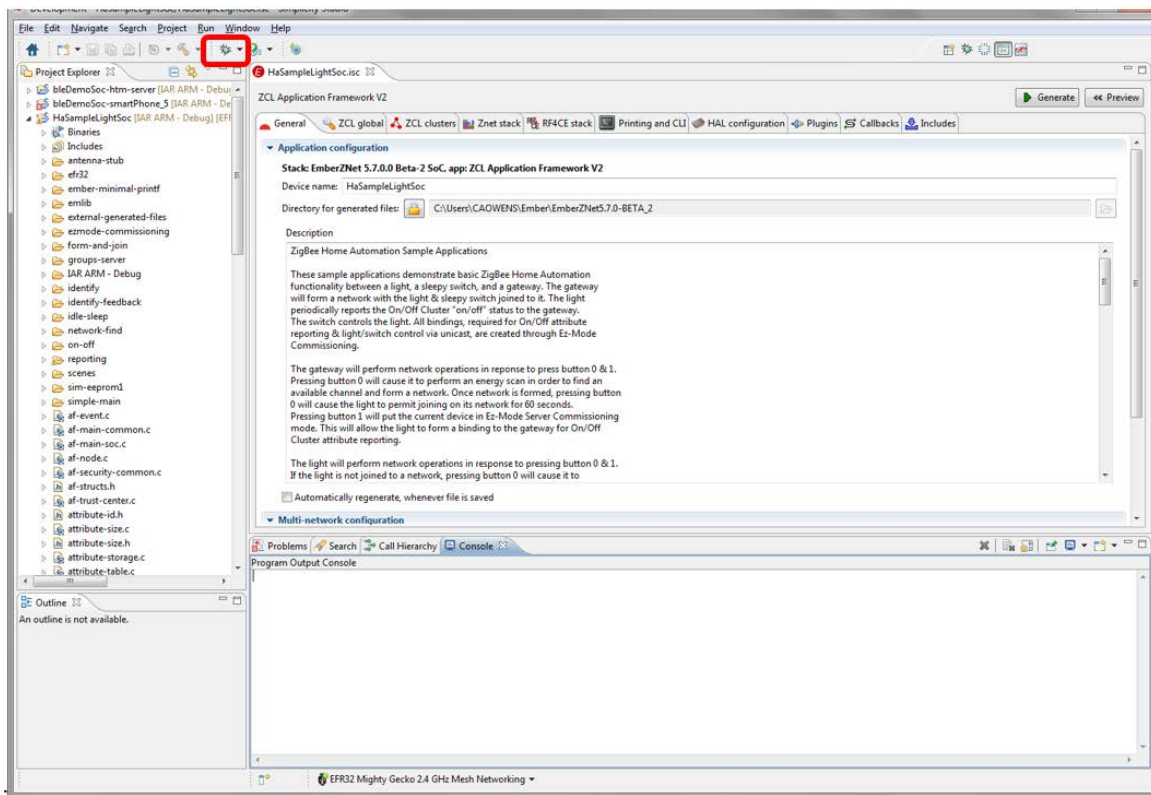 File Edit Navigate Search Project Run Window Help
Project Explorer
bleDemoSoc-htm-server [IAR ARM - Debug
bleDemoSoc-smartPhone_5 [IAR ARM - De
HaSampleLightSoc [IAR ARM - Debug] [EFI
Binaries
Includes
antenna-stub
efr32
ember-minimal-printf
emlib
external-generated-files
ezmode-commissioning
form-and-join
groups-server
IAR ARM - Debug
identify
identify-feedback
idle-sleep
network-find
on-off
reporting
scenes
sim-eeprom1
simple-main
af-event.c
af-main-common.c
af-main-soc.c
af-node.c
af-security-common.c
af-structs.h
af-trust-center.c
attribute-id.h
attribute-size.c
attribute-size.h
attribute-storage.c
attribute-table.c
Outline
An outline is not available.
HaSampleLightSoc.isc
ZCL Application Framework V2
Generate
Preview
General ZCL global ZCL clusters Znet stack RF4CE stack Printing and CLI HAL configuration Plugins Callbacks Includes
Application configuration
Stack: EmberZNet 5.7.0.0 Beta-2 SoC, app: ZCL Application Framework V2
Device name: HaSampleLightSoc
Directory for generated files: C:\Users\CAOWENS\Ember\EmberZNet5.7.0-BETA_2
Description
ZigBee Home Automation Sample Applications
These sample applications demonstrate basic ZigBee Home Automation
functionality between a light, a sleepy switch, and a gateway. The gateway
will form a network with the light & sleepy switch joined to it. The light
periodically reports the On/Off Cluster "on/off" status to the gateway.
The switch controls the light. All bindings, required for On/Off attribute
reporting & light/switch control via unicast, are created through Ez-Mode
Commissioning.
The gateway will perform network operations in reponse to press button 0 & 1.
Pressing button 0 will cause it to perform an energy scan in order to find an
available channel and form a network. Once network is formed, pressing button
0 will cause the light to permit joining on its network for 60 seconds.
Pressing button 1 will put the current device in Ez-Mode Server Commissioning
mode. This will allow the light to form a binding to the gateway for On/Off
Cluster attribute reporting.
The light will perform network operations in response to pressing button 0 & 1.
If the light is not joined to a network, pressing button 0 will cause it to
Automatically regenerate, whenever file is saved
Multi-network configuration
Problems Search Call Hierarchy Console
Program Output Console
EFR32 Mighty Gecko 2.4 GHz Mesh Networking